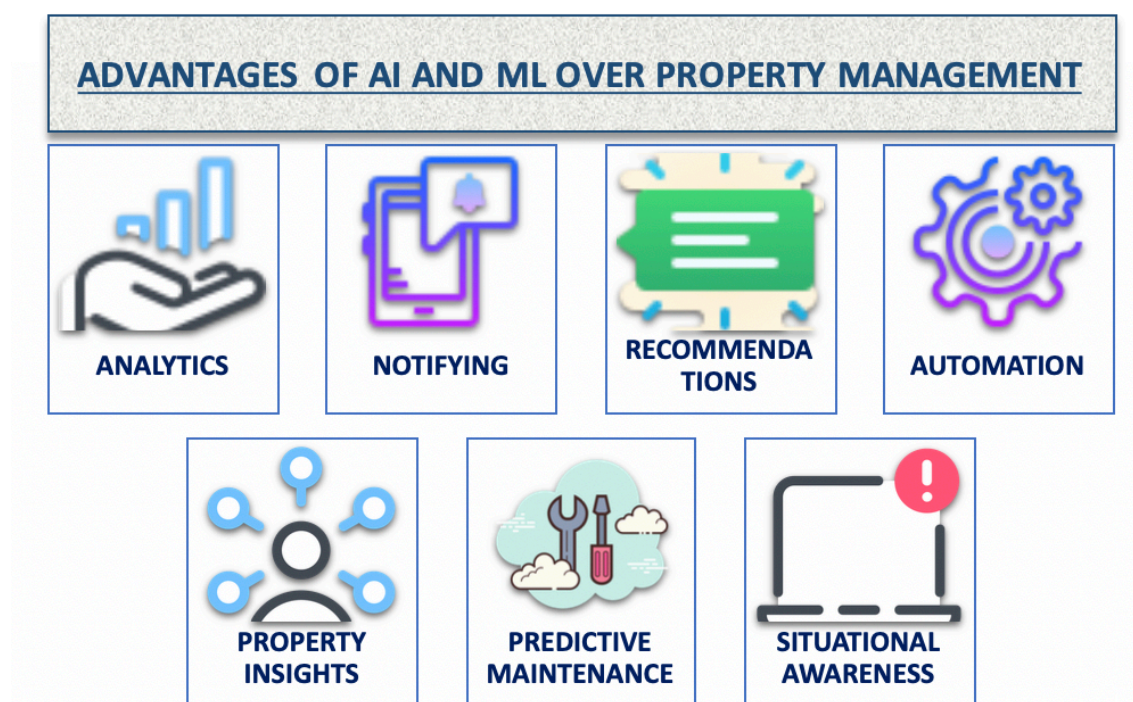 ADVANTAGES OF AI AND ML OVER PROPERTY MANAGEMENT
ANALYTICS
NOTIFYING
RECOMMENDA
TIONS
AUTOMATION
PROPERTY
INSIGHTS
PREDICTIVE
MAINTENANCE
SITUATIONAL
AWARENESS